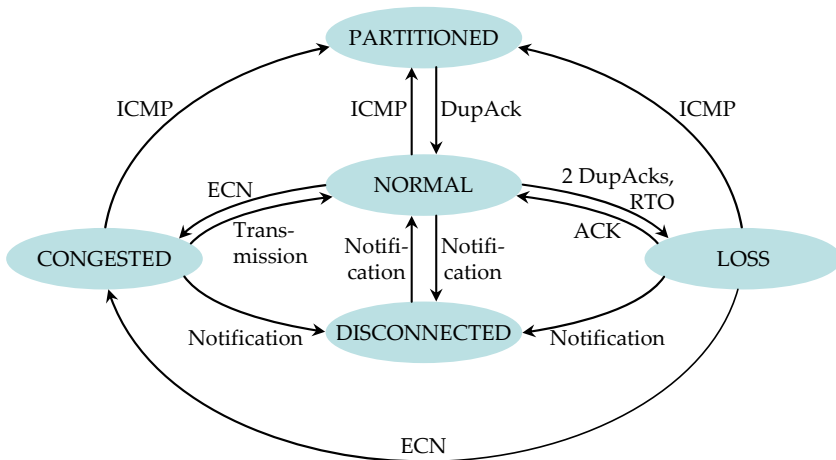 PARTITIONED
ICMP
ICMP
DupAck
ICMP
ECN
NORMAL
2 DupAcks,
RTO
Trans-
mission
ACK
CONGESTED
Notifi-
cation
Notifi-
cation
LOSS
Notification
DISCONNECTED
Notification
ECN